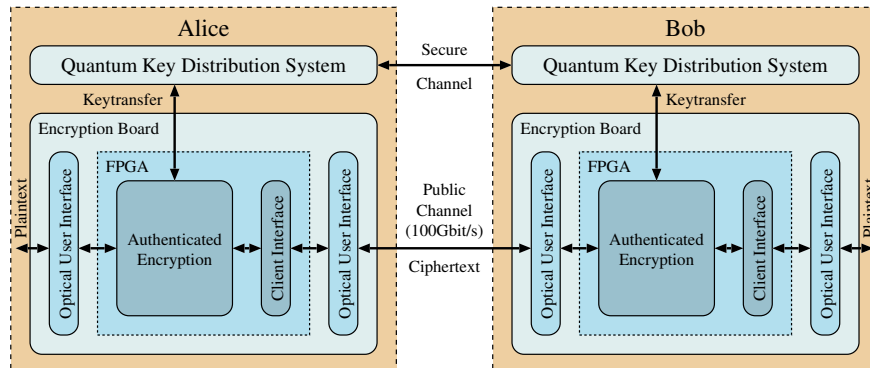 Alice
Quantum Key Distribution System
Keytransfer
Encryption Board
FPGA
Plaintext
Optical User Interface
Authenticated
Encryption
Client Interface
Optical User Interface
Secure
Channel
Public
Channel
(100Gbit/s)
Ciphertext
Bob
Quantum Key Distribution System
Keytransfer
Encryption Board
FPGA
Optical User Interface
Authenticated
Encryption
Client Interface
Optical User Interface
Plaintext